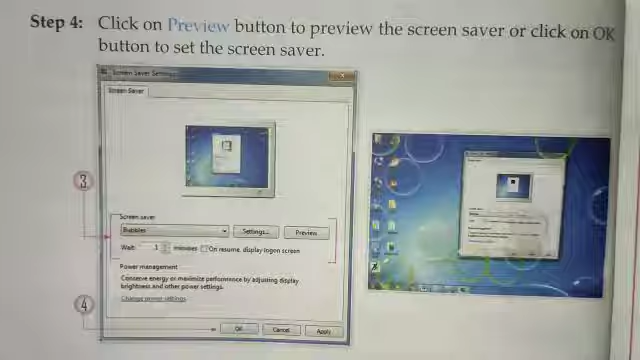 Step 4: Click on Preview button to preview the screen saver or click on OK
button to set the screen saver.
Screen Saver Settings
Screen Saver
3
Screen saver
Bubbles Settings... Preview
Wait: 1 minutes On resume, display logon screen
Power management
Conserve energy or maximize performance by adjusting display
brightness and other power settings.
Change power settings
4
OK Cancel Apply